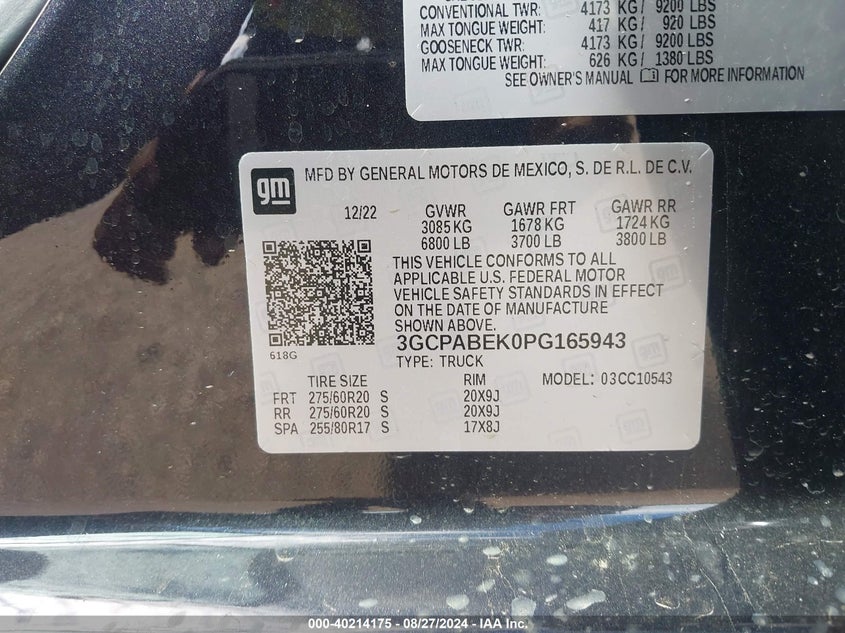 CONVENTIONAL TWR: 4173 KG/ 9200 LBS
MAX TONGUE WEIGHT: 417 KG/ 920 LBS
GOOSENECK TWR: 4173 KG/ 9200 LBS
MAX TONGUE WEIGHT: 626 KG/ 1380 LBS
SEE OWNER'S MANUAL FOR MORE INFORMATION
gm MFD BY GENERAL MOTORS DE MEXICO, S. DE R.L. DE C.V.
12/22 GVWR GAWR FRT GAWR RR
3085 KG 1678 KG 1724 KG
6800 LB 3700 LB 3800 LB
THIS VEHICLE CONFORMS TO ALL
APPLICABLE U.S. FEDERAL MOTOR
VEHICLE SAFETY STANDARDS IN EFFECT
ON THE DATE OF MANUFACTURE
SHOWN ABOVE.
3GCPABEK0PG165943
618G
TYPE: TRUCK
TIRE SIZE RIM MODEL: 03CC10543
FRT 275/60R20 S 20X9J
RR 275/60R20 S 20X9J
SPA 255/80R17 S 17X8J
000-40214175 - 08/27/2024 - IAA Inc.